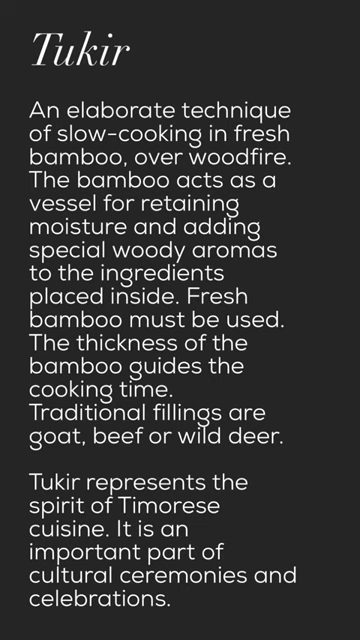 Tukir
An elaborate technique
of slow-cooking in fresh
bamboo, over woodfire.
The bamboo acts as a
vessel for retaining
moisture and adding
special woody aromas
to the ingredients
placed inside. Fresh
bamboo must be used.
The thickness of the
bamboo guides the
cooking time.
Traditional fillings are
goat, beef or wild deer.
Tukir represents the
spirit of Timorese
cuisine. It is an
important part of
cultural ceremonies and
celebrations.